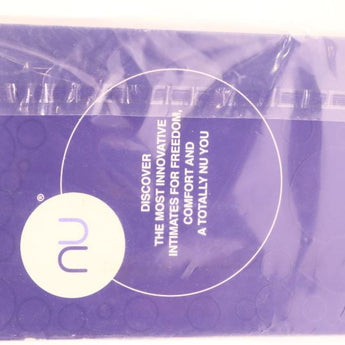 DISCOVER
THE MOST INNOVATIVE
INTIMATES FOR FREEDOM,
COMFORT AND
A TOTALLY NU YOU
nu
®